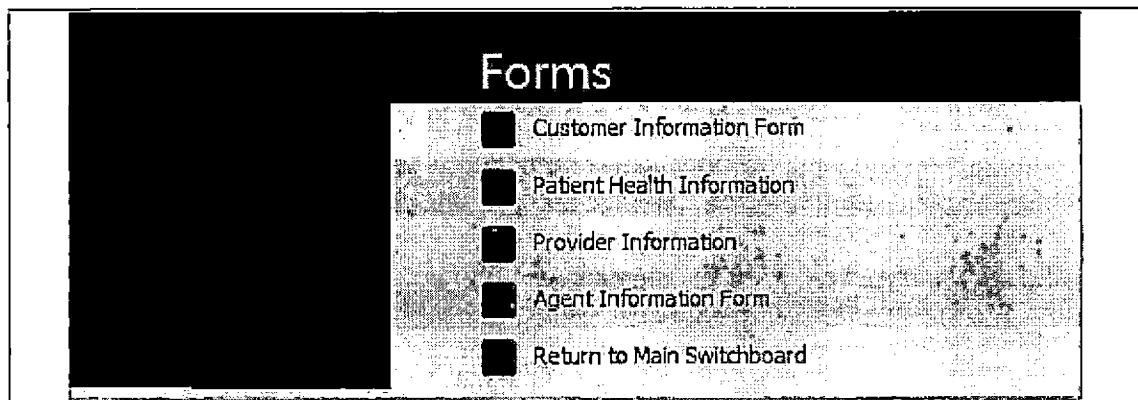 Forms
Customer Information Form
Patient Health Information
Provider Information
Agent Information Form
Return to Main Switchboard